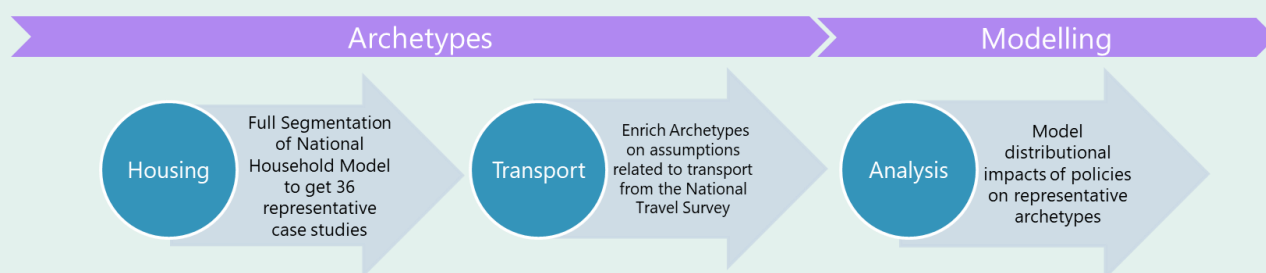 Archetypes
Modelling
Housing
Full Segmentation
of National
Household Model
to get 36
representative
case studies
Transport
Enrich Archetypes
on assumptions
related to transport
from the National
Travel Survey
Analysis
Model
distributional
impacts of policies
on representative
archetypes